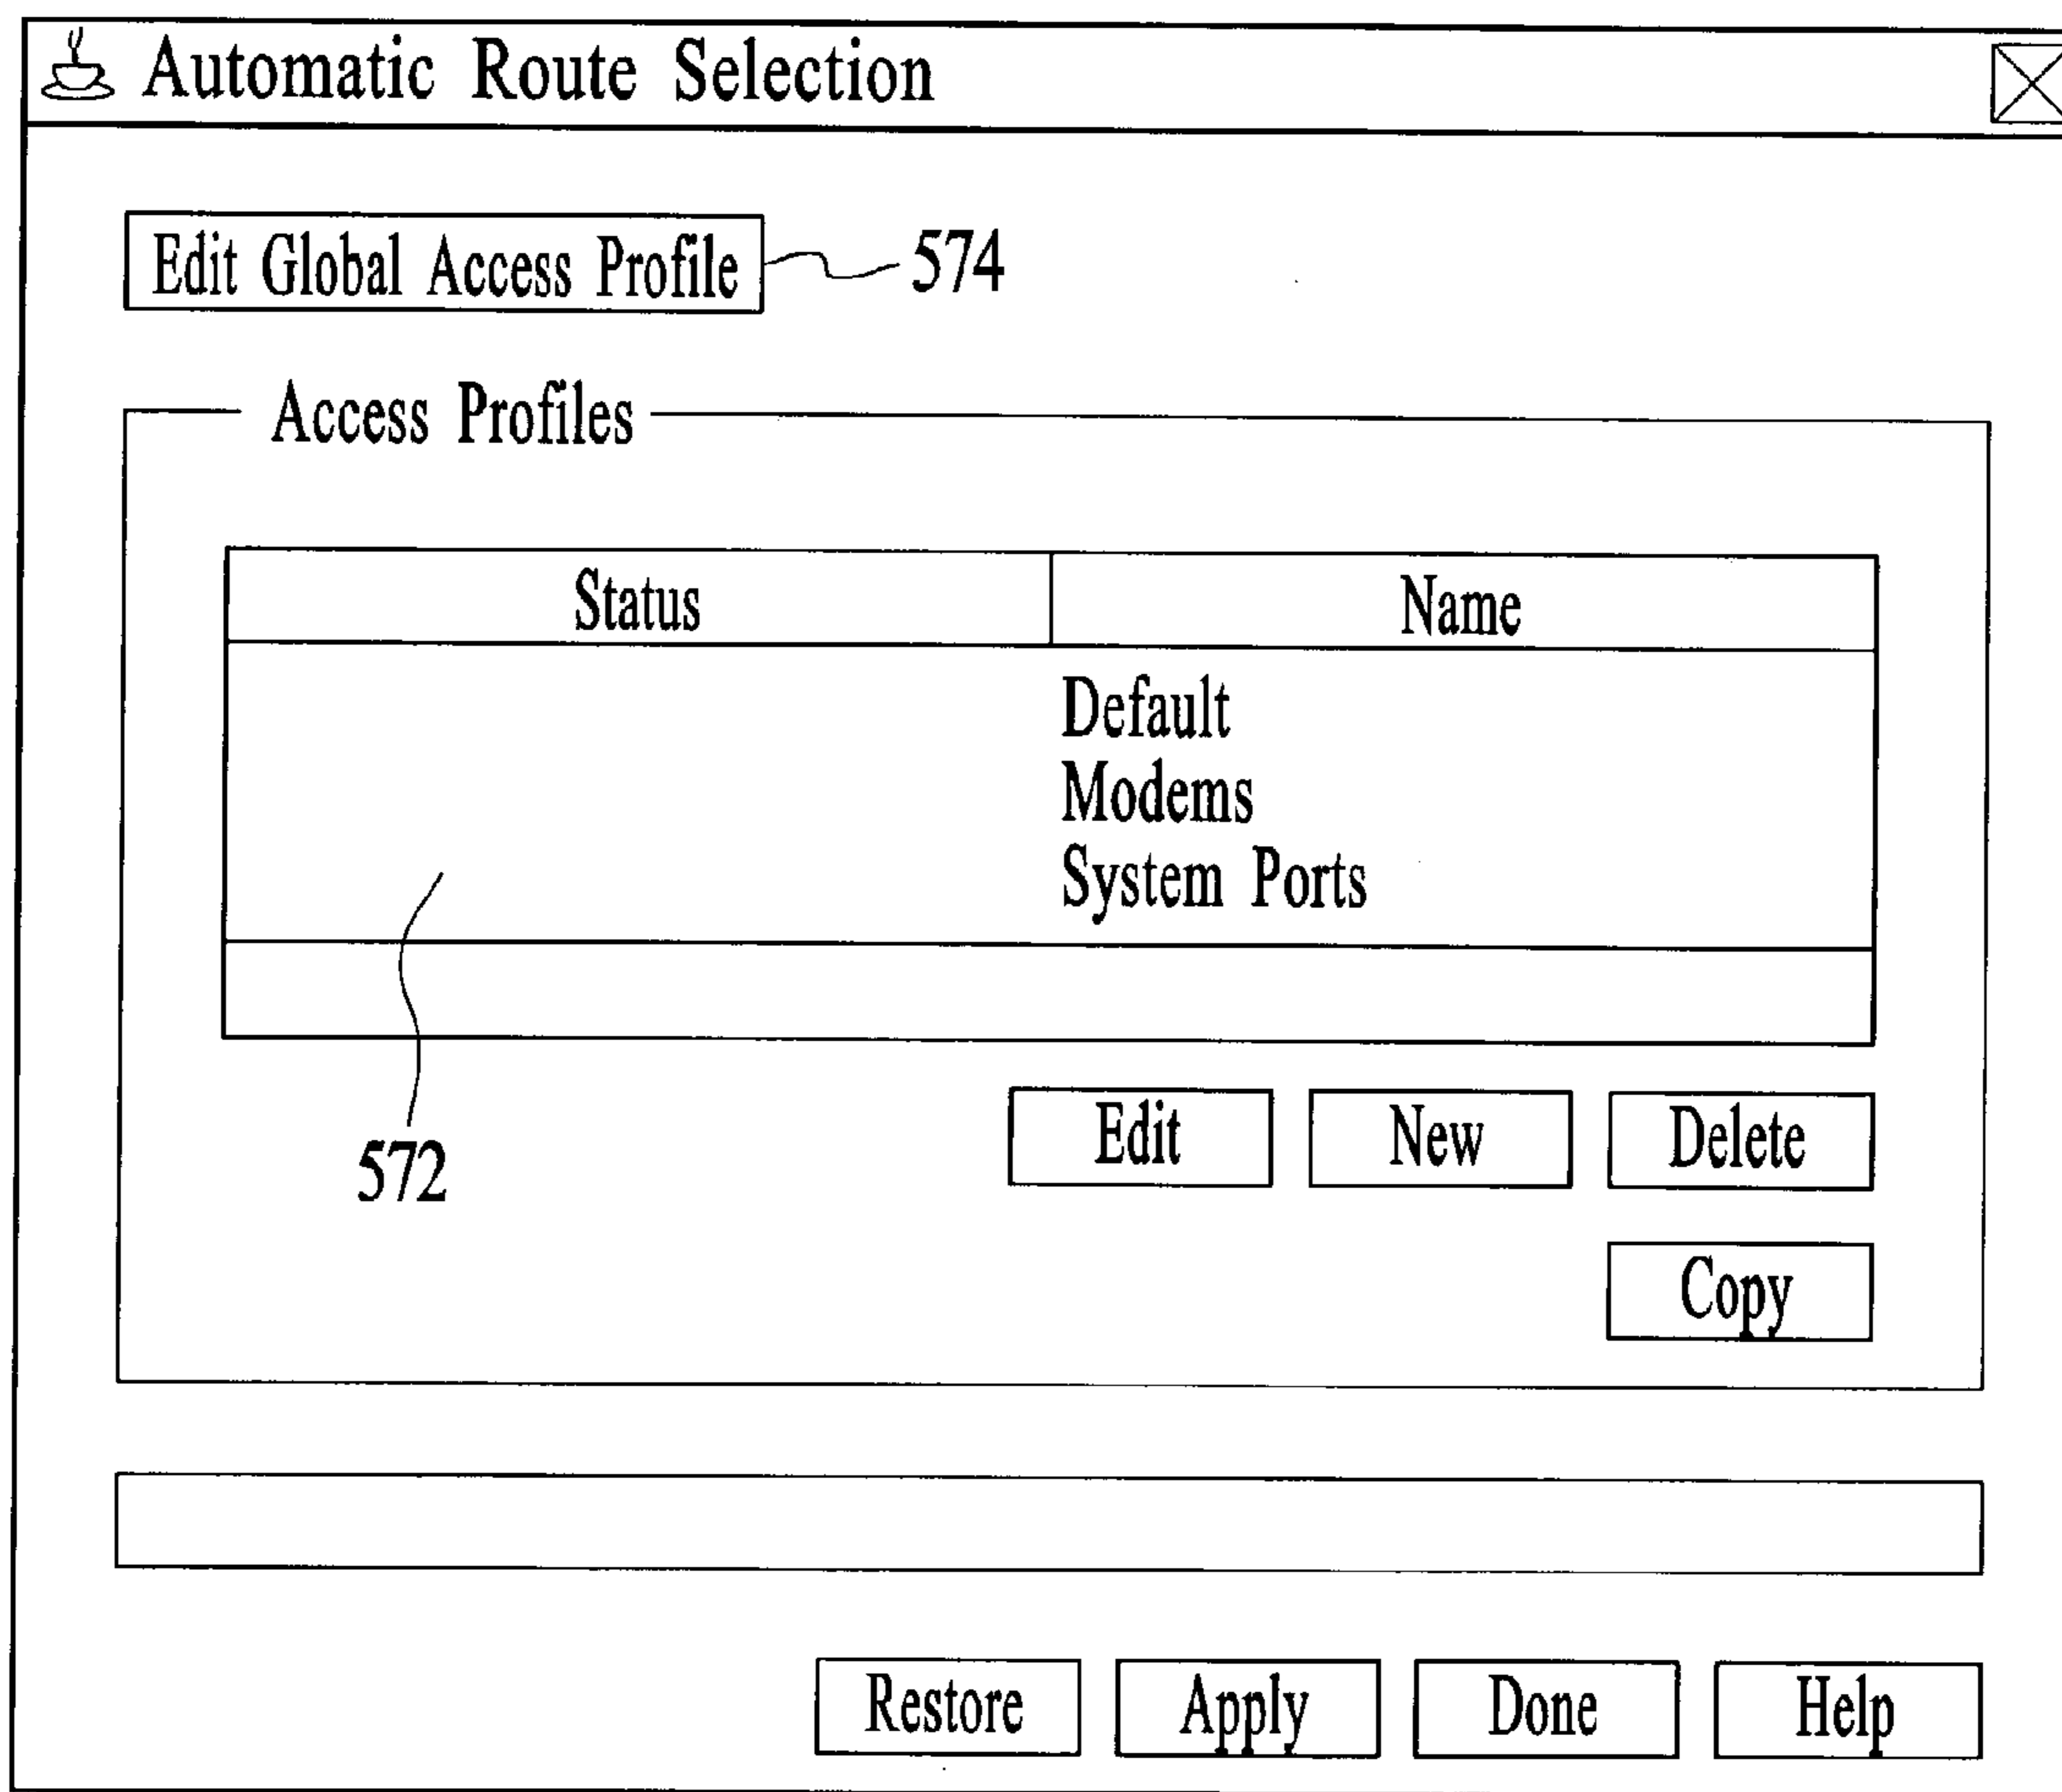 Automatic Route Selection
Edit Global Access Profile 574
Access Profiles
Status Name
Default
Modems
System Ports
572
Edit New Delete
Copy
Restore Apply Done Help